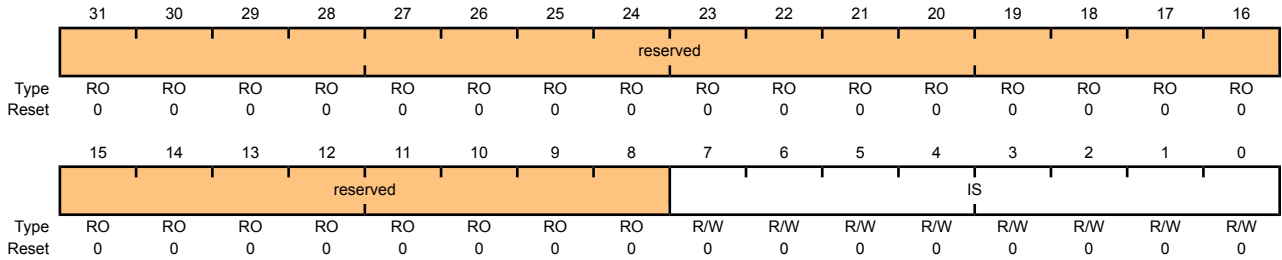 31 30 29 28 27 26 25 24 23 22 21 20 19 18 17 16
reserved
Type RO RO RO RO RO RO RO RO RO RO RO RO RO RO RO RO
Reset 0 0 0 0 0 0 0 0 0 0 0 0 0 0 0 0
15 14 13 12 11 10 9 8 7 6 5 4 3 2 1 0
reserved IS
Type RO RO RO RO RO RO RO RO R/W R/W R/W R/W R/W R/W R/W R/W
Reset 0 0 0 0 0 0 0 0 0 0 0 0 0 0 0 0